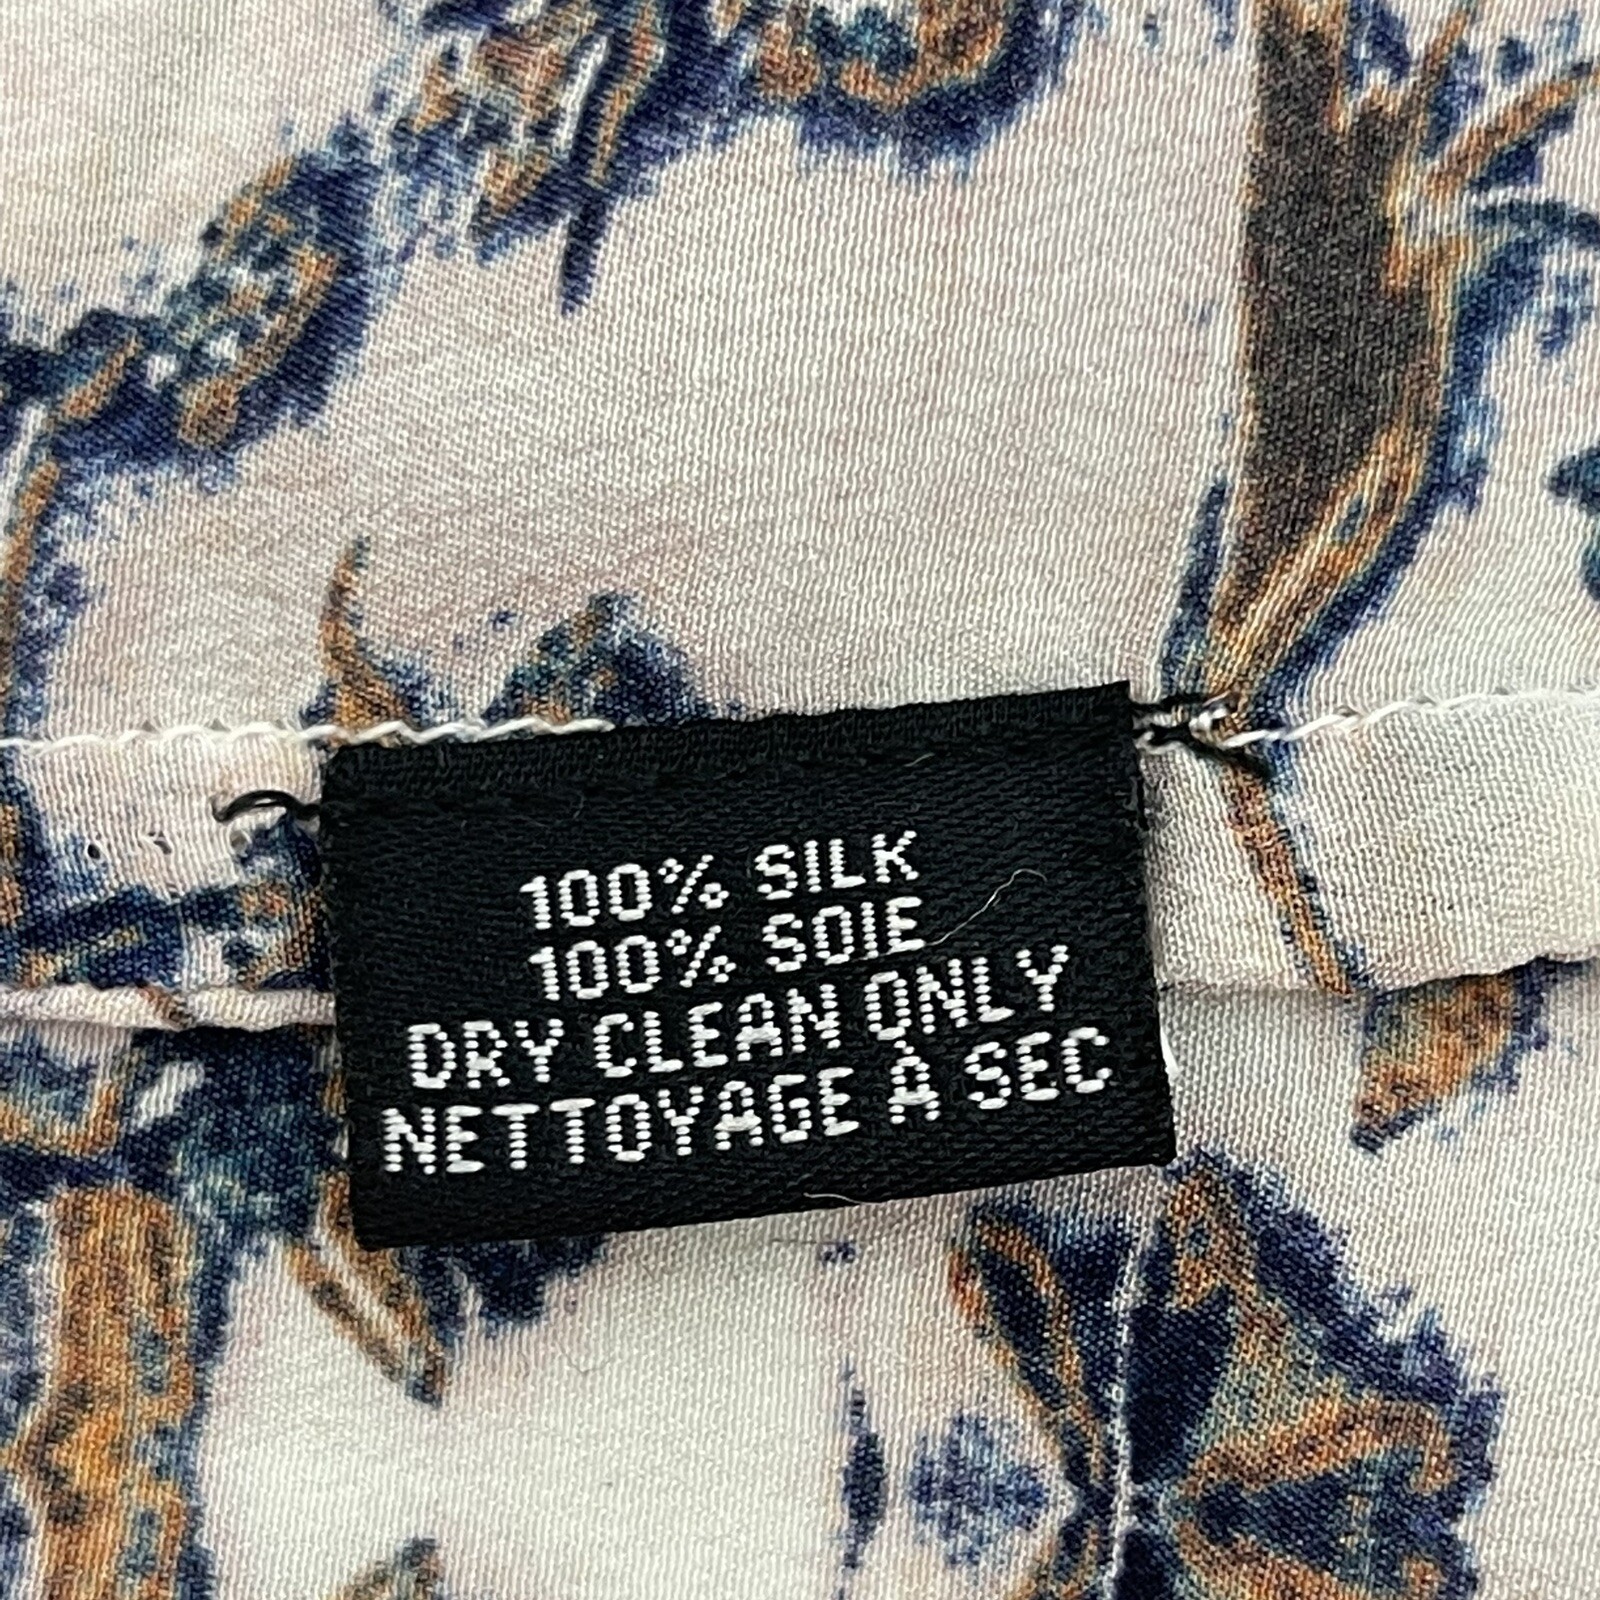 100% SILK
100% SOIE
DRY CLEAN ONLY
NETTOYAGE À SEC